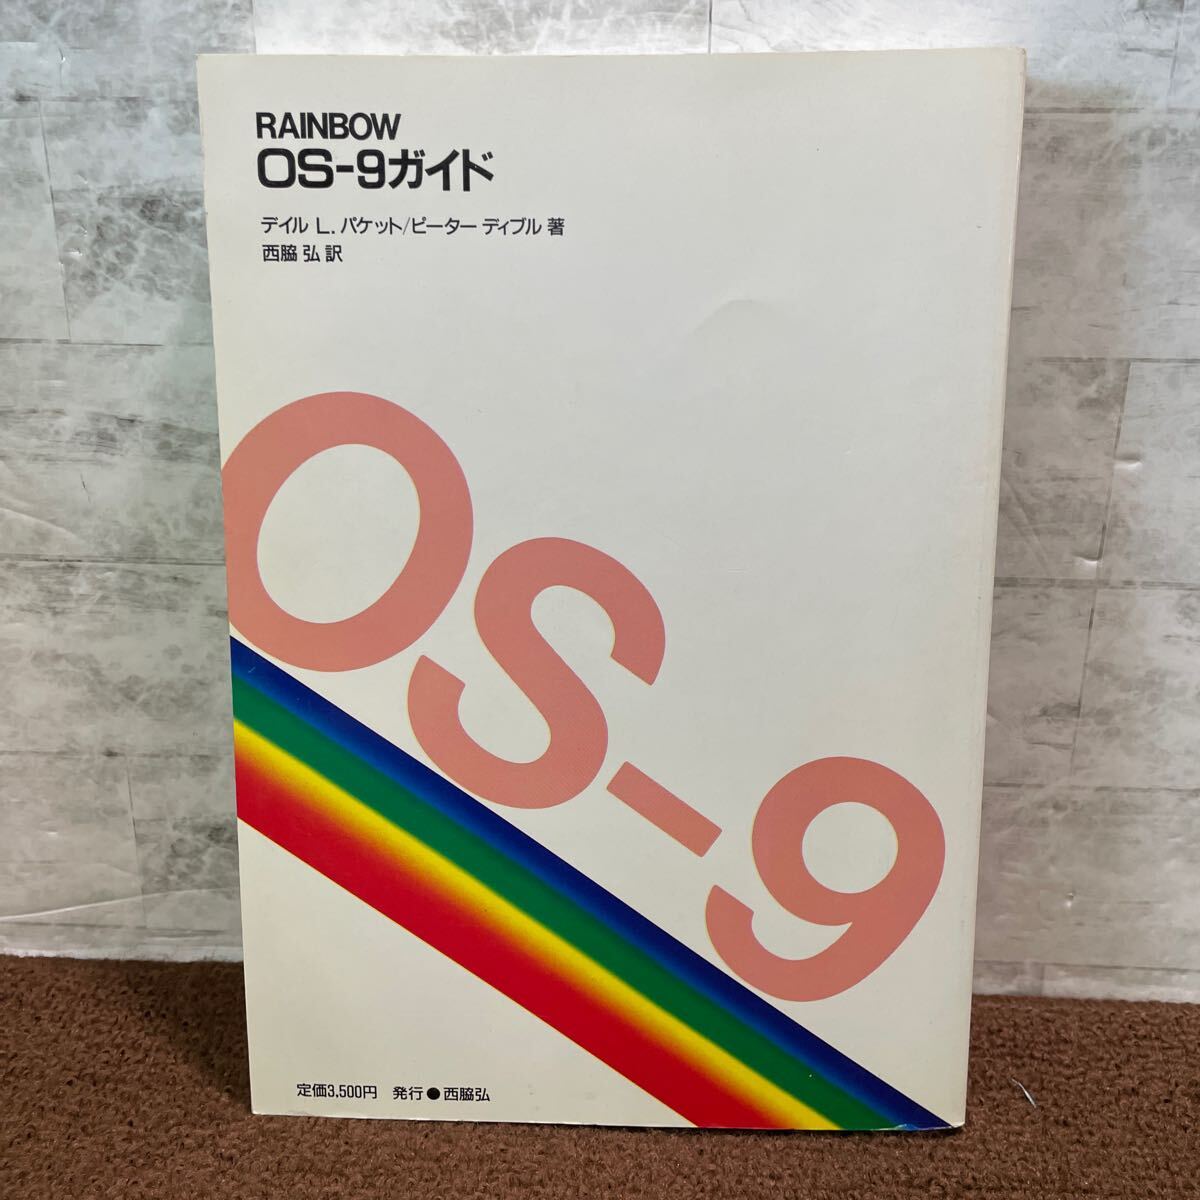 RAINBOW
OS-9ガイド
デイル L. パケット/ピーター ディブル 著
西脇 弘 訳
OS-9
定価3,500円 発行●西脇弘